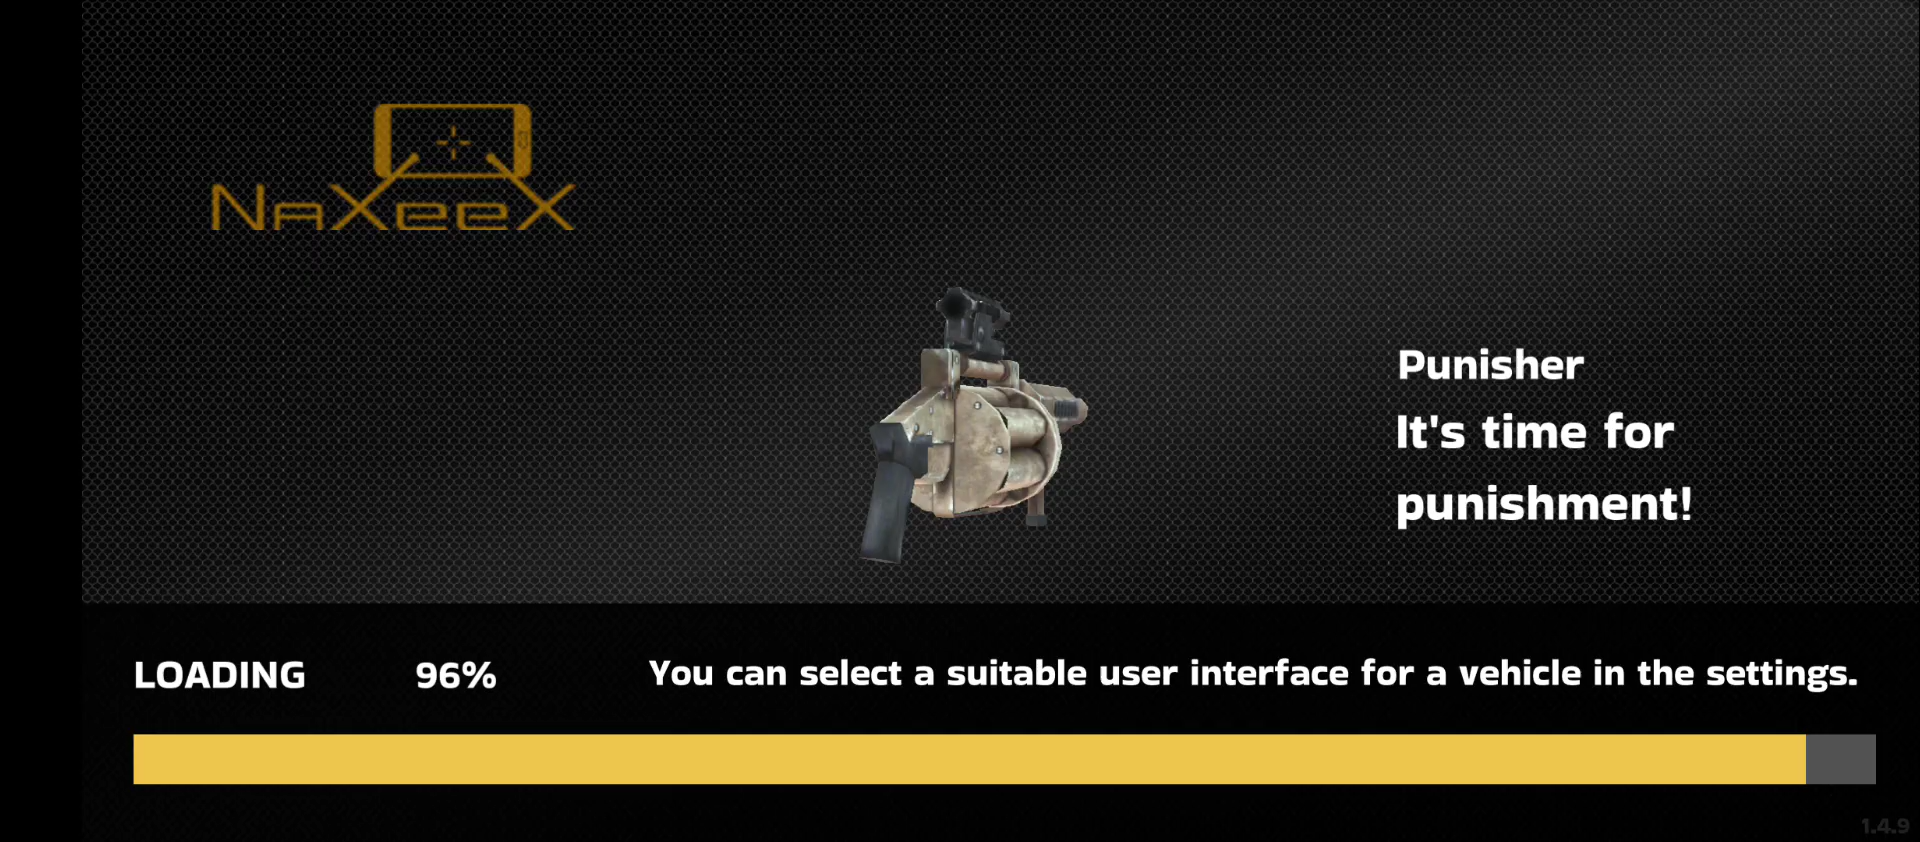 NaXeeX
Punisher
It's time for
punishment!
LOADING 96% You can select a suitable user interface for a vehicle in the settings.
1.4.9